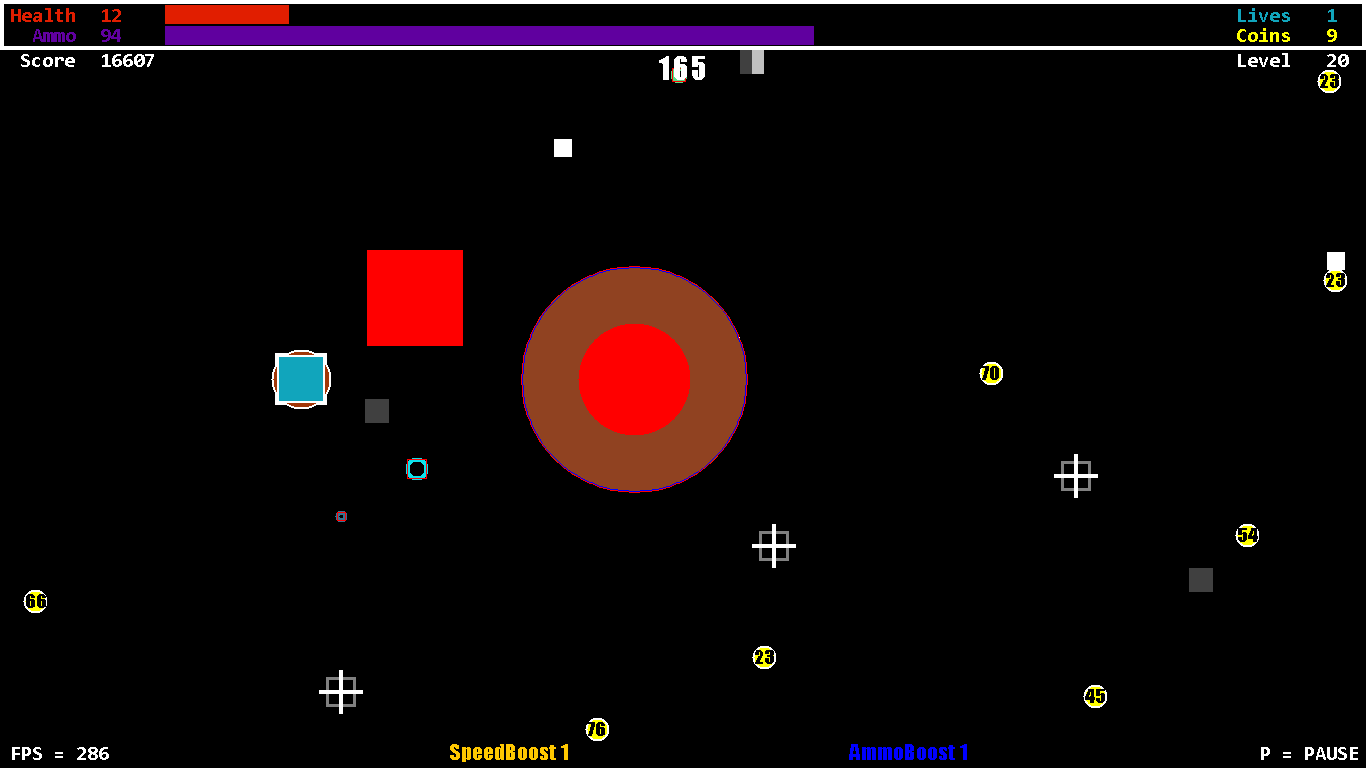 Health 12
Lives 1
Ammo 94
Coins 9
Score 16607
165
Level 20
23
23
70
54
66
23
45
76
FPS = 286
SpeedBoost 1
AmmoBoost 1
P = PAUSE